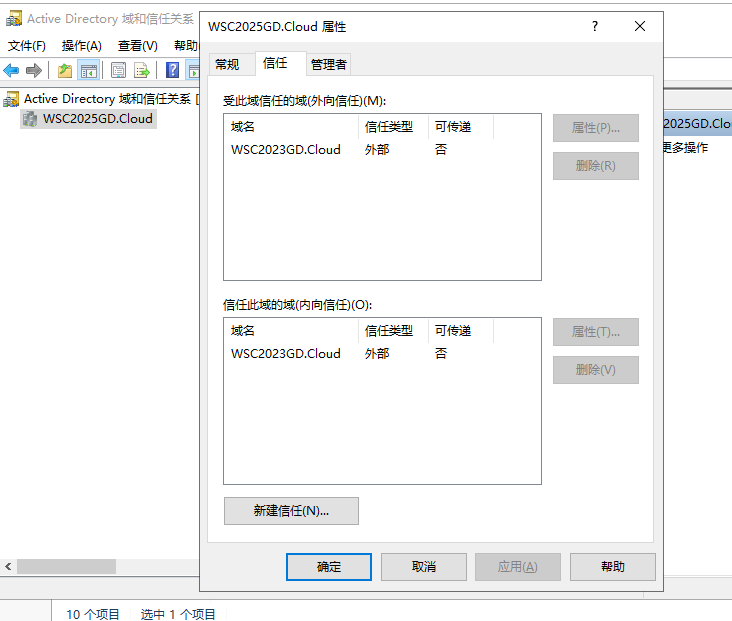 Active Directory 域和信任关系
文件(F) 操作(A) 查看(V) 帮助
Active Directory 域和信任关系 [
WSC2025GD.Cloud
WSC2025GD.Cloud 属性
常规 信任 管理者
受此域信任的域(外向信任)(M):
域名 信任类型 可传递
WSC2023GD.Cloud 外部 否
属性(P)...
删除(R)
信任此域的域(内向信任)(O):
域名 信任类型 可传递
WSC2023GD.Cloud 外部 否
属性(T)...
删除(V)
新建信任(N)...
确定 取消 应用(A) 帮助
2025GD.Clo
更多操作
10 个项目 选中 1 个项目